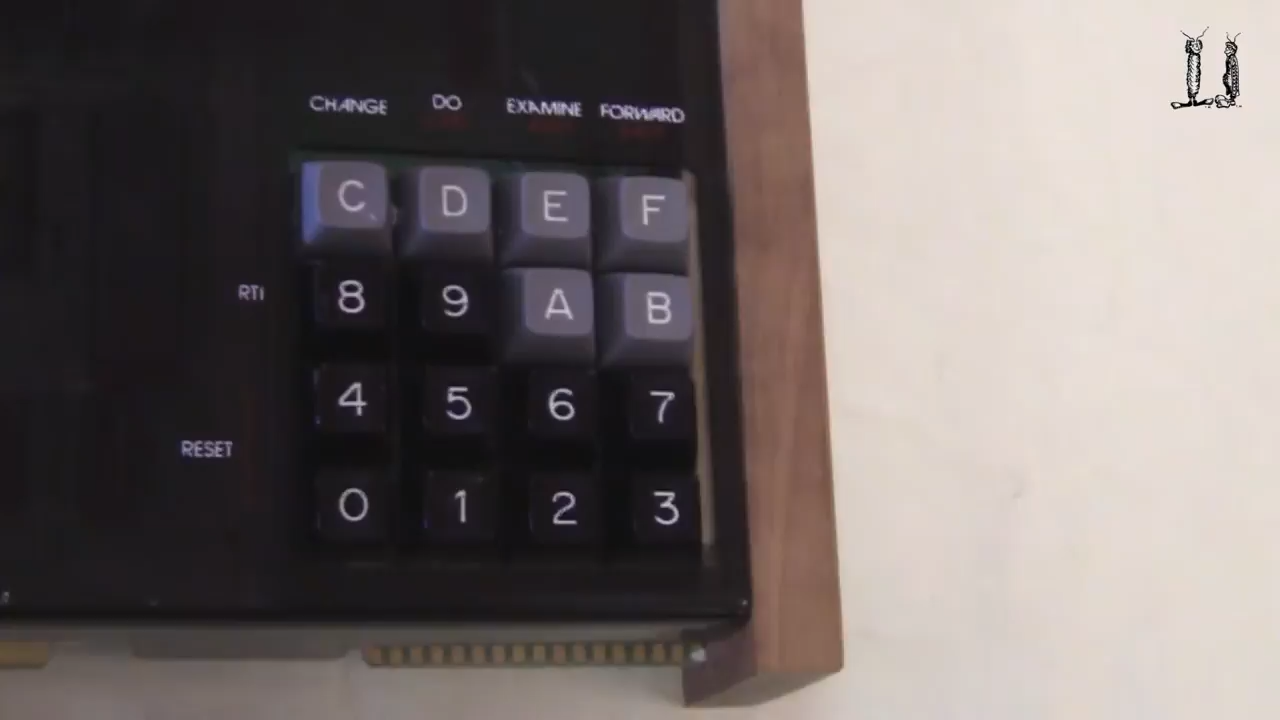 CHANGE DO EXAMINE FORWARD
C D E F
RTI 8 9 A B
4 5 6 7
RESET
0 1 2 3